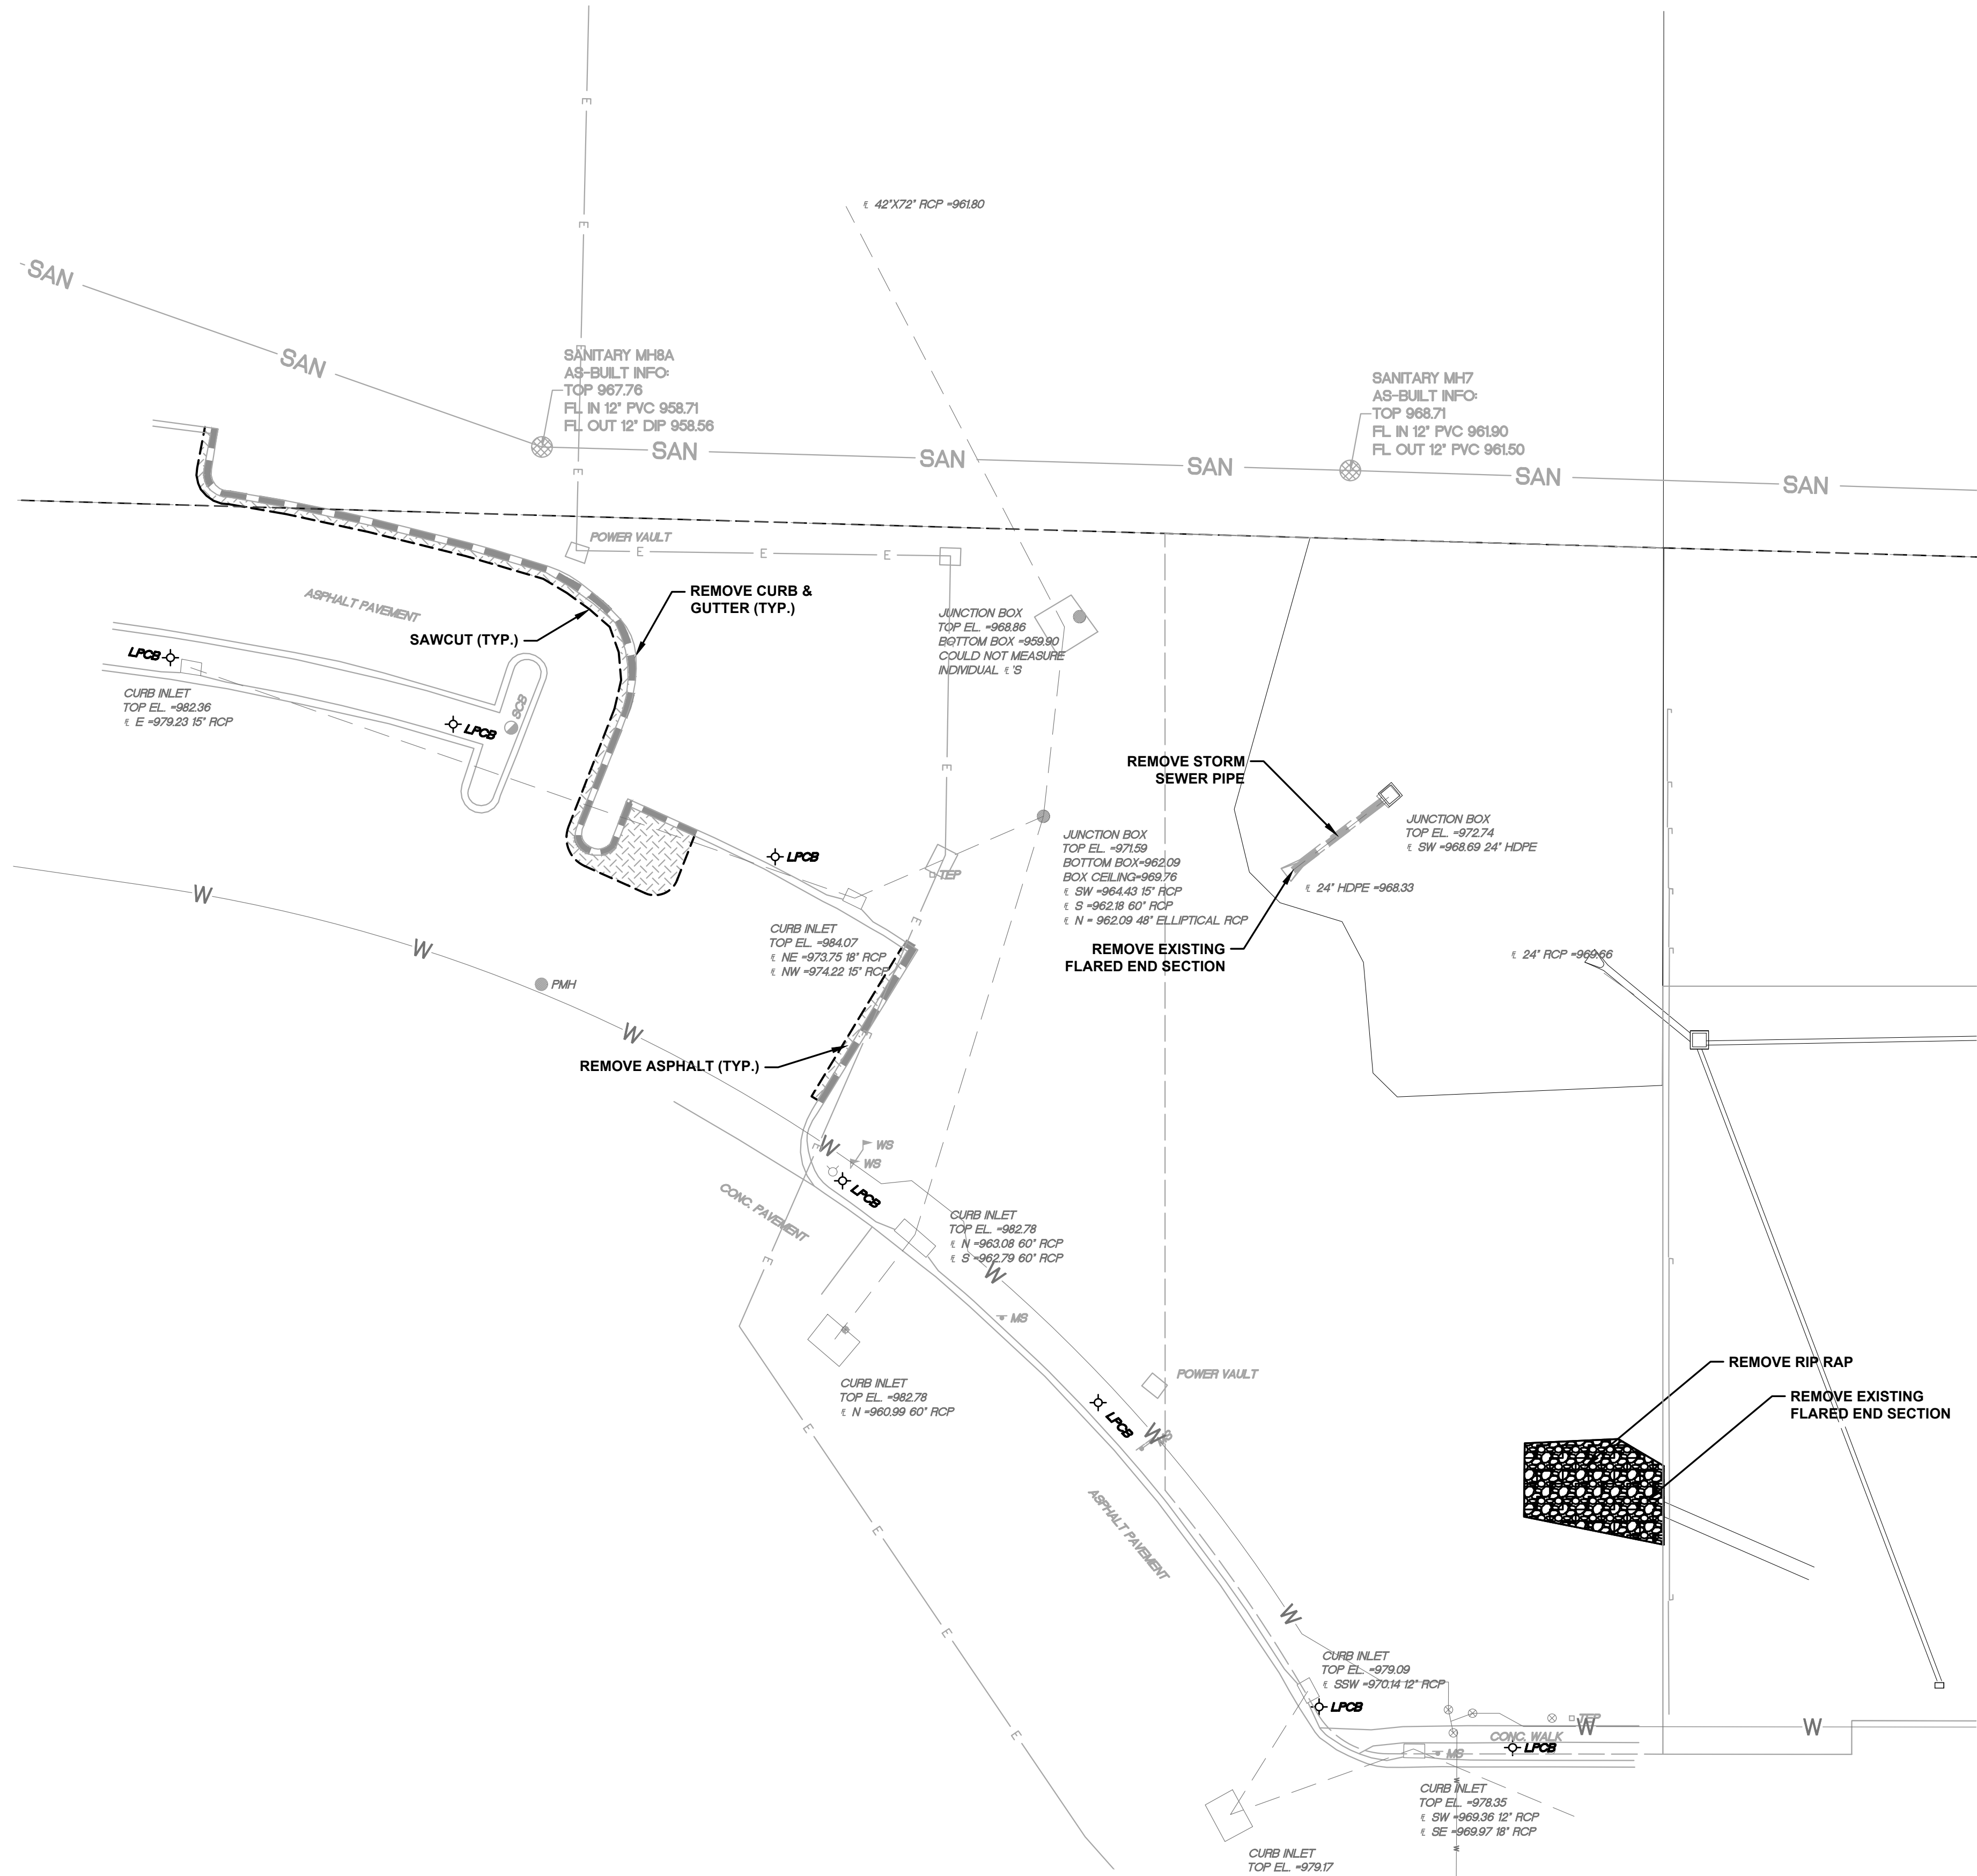 E
℄ 42"X72" RCP =961.80
E
SAN
SAN
E
SANITARY MH8A
AS-BUILT INFO:
TOP 967.76
FL IN 12" PVC 958.71
FL OUT 12" DIP 958.56
SANITARY MH7
AS-BUILT INFO:
TOP 968.71
FL IN 12" PVC 961.90
FL OUT 12" PVC 961.50
SAN
SAN
SAN
SAN
SAN
E
POWER VAULT
E
E
E
ASPHALT PAVEMENT
REMOVE CURB &
GUTTER (TYP.)
SAWCUT (TYP.)
JUNCTION BOX
TOP EL. =968.86
BOTTOM BOX =959.90
COULD NOT MEASURE
INDIVIDUAL ℄'S
LPCB
CURB INLET
TOP EL. =982.36
℄ E =979.23 15" RCP
SCB
LPCB
E
REMOVE STORM
SEWER PIPE
JUNCTION BOX
TOP EL. =972.74
℄ SW =968.69 24" HDPE
JUNCTION BOX
TOP EL. =971.59
BOTTOM BOX=962.09
BOX CEILING=969.76
℄ SW =964.43 15" RCP
℄ S =962.18 60" RCP
℄ N = 962.09 48" ELLIPTICAL RCP
LPCB
TEP
℄ 24" HDPE =968.33
W
E
CURB INLET
TOP EL. =984.07
℄ NE =973.75 18" RCP
℄ NW =974.22 15" RCP
REMOVE EXISTING
FLARED END SECTION
℄ 24" RCP =969.66
W
PMH
W
E
REMOVE ASPHALT (TYP.)
W
E
WS
WS
LPCB
CONC. PAVEMENT
CURB INLET
TOP EL. =982.78
℄ N =963.08 60" RCP
℄ S =962.79 60" RCP
E
W
MS
POWER VAULT
REMOVE RIP RAP
CURB INLET
TOP EL. =982.78
℄ N =960.99 60" RCP
REMOVE EXISTING
FLARED END SECTION
E
LPCB
W
ASPHALT PAVEMENT
E
W
E
CURB INLET
TOP EL. =979.09
℄ SSW =970.14 12" RCP
LPCB
E
TEP
W
W
CONC. WALK
MS
LPCB
W
CURB INLET
TOP EL. =978.35
℄ SW =969.36 12" RCP
℄ SE =969.97 18" RCP
W
CURB INLET
TOP EL. =979.17